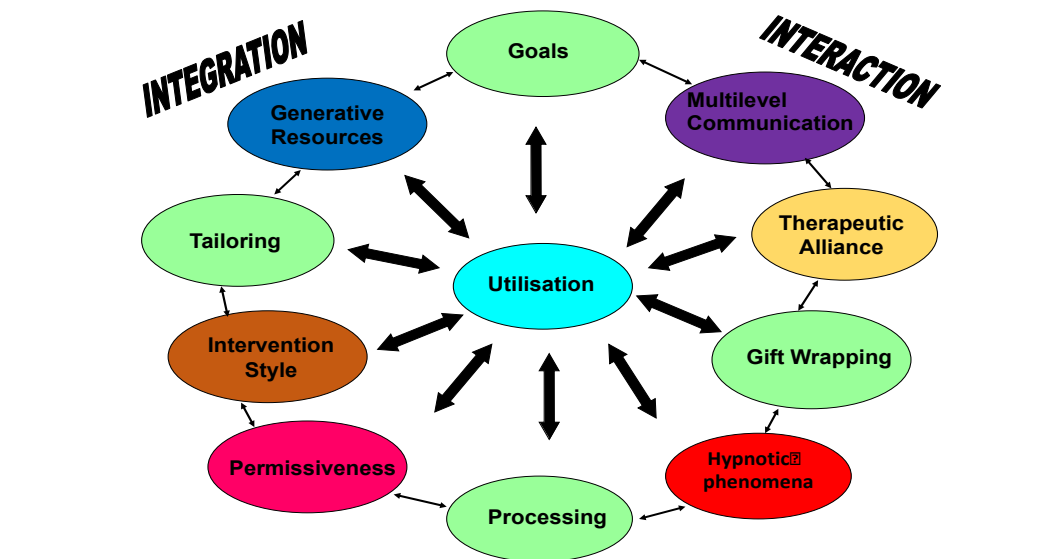 INTEGRATION
INTERACTION
Goals
Generative
Resources
Multilevel
Communication
Tailoring
Therapeutic
Alliance
Utilisation
Intervention
Style
Gift Wrapping
Permissiveness
Hypnotic⍰
phenomena
Processing